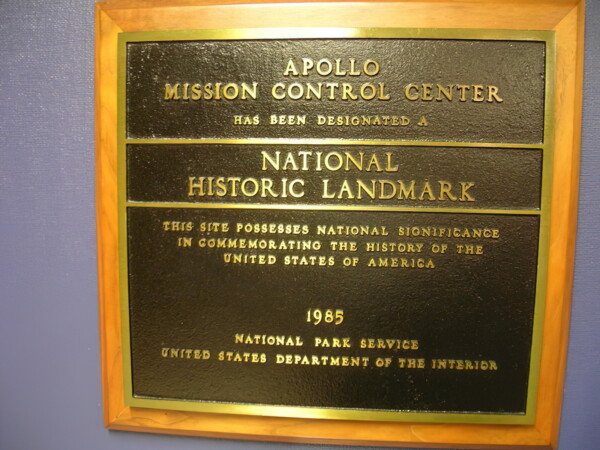 APOLLO
MISSION CONTROL CENTER
HAS BEEN DESIGNATED A
NATIONAL
HISTORIC LANDMARK
THIS SITE POSSESSES NATIONAL SIGNIFICANCE
IN COMMEMORATING THE HISTORY OF THE
UNITED STATES OF AMERICA
1985
NATIONAL PARK SERVICE
UNITED STATES DEPARTMENT OF THE INTERIOR